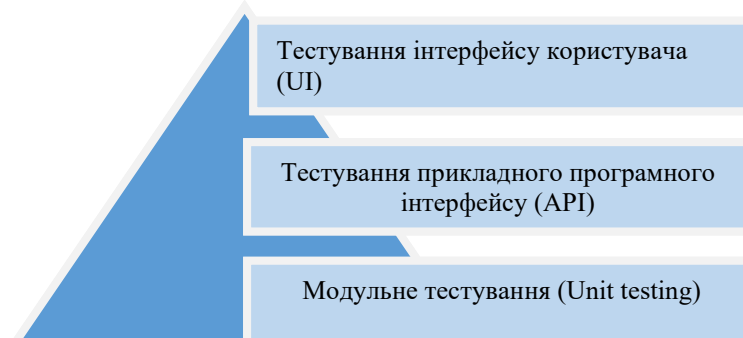 Тестування інтерфейсу користувача
(UI)
Тестування прикладного програмного
інтерфейсу (API)
Модульне тестування (Unit testing)